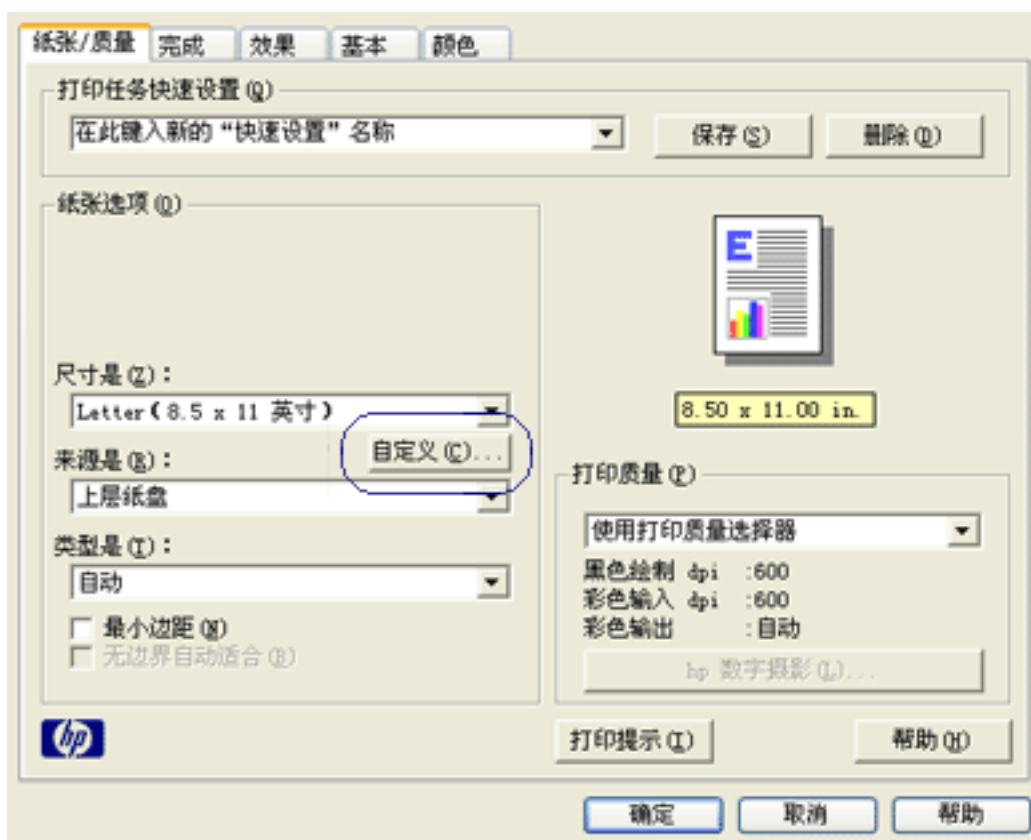 纸张/质量 完成 效果 基本 颜色
打印任务快速设置(Q)
在此键入新的“快速设置”名称 保存(S) 删除(D)
纸张选项(O)
E
尺寸是(Z):
Letter(8.5 x 11 英寸)
8.50 x 11.00 in.
自定义(C)...
来源是(R):
上层纸盘
类型是(T):
自动
最小边距(N)
无边界自动适合(B)
打印质量(P)
使用打印质量选择器
黑色绘制 dpi :600
彩色输入 dpi :600
彩色输出 :自动
hp 数字摄影(L)...
hp
打印提示(I) 帮助(H)
确定 取消 帮助